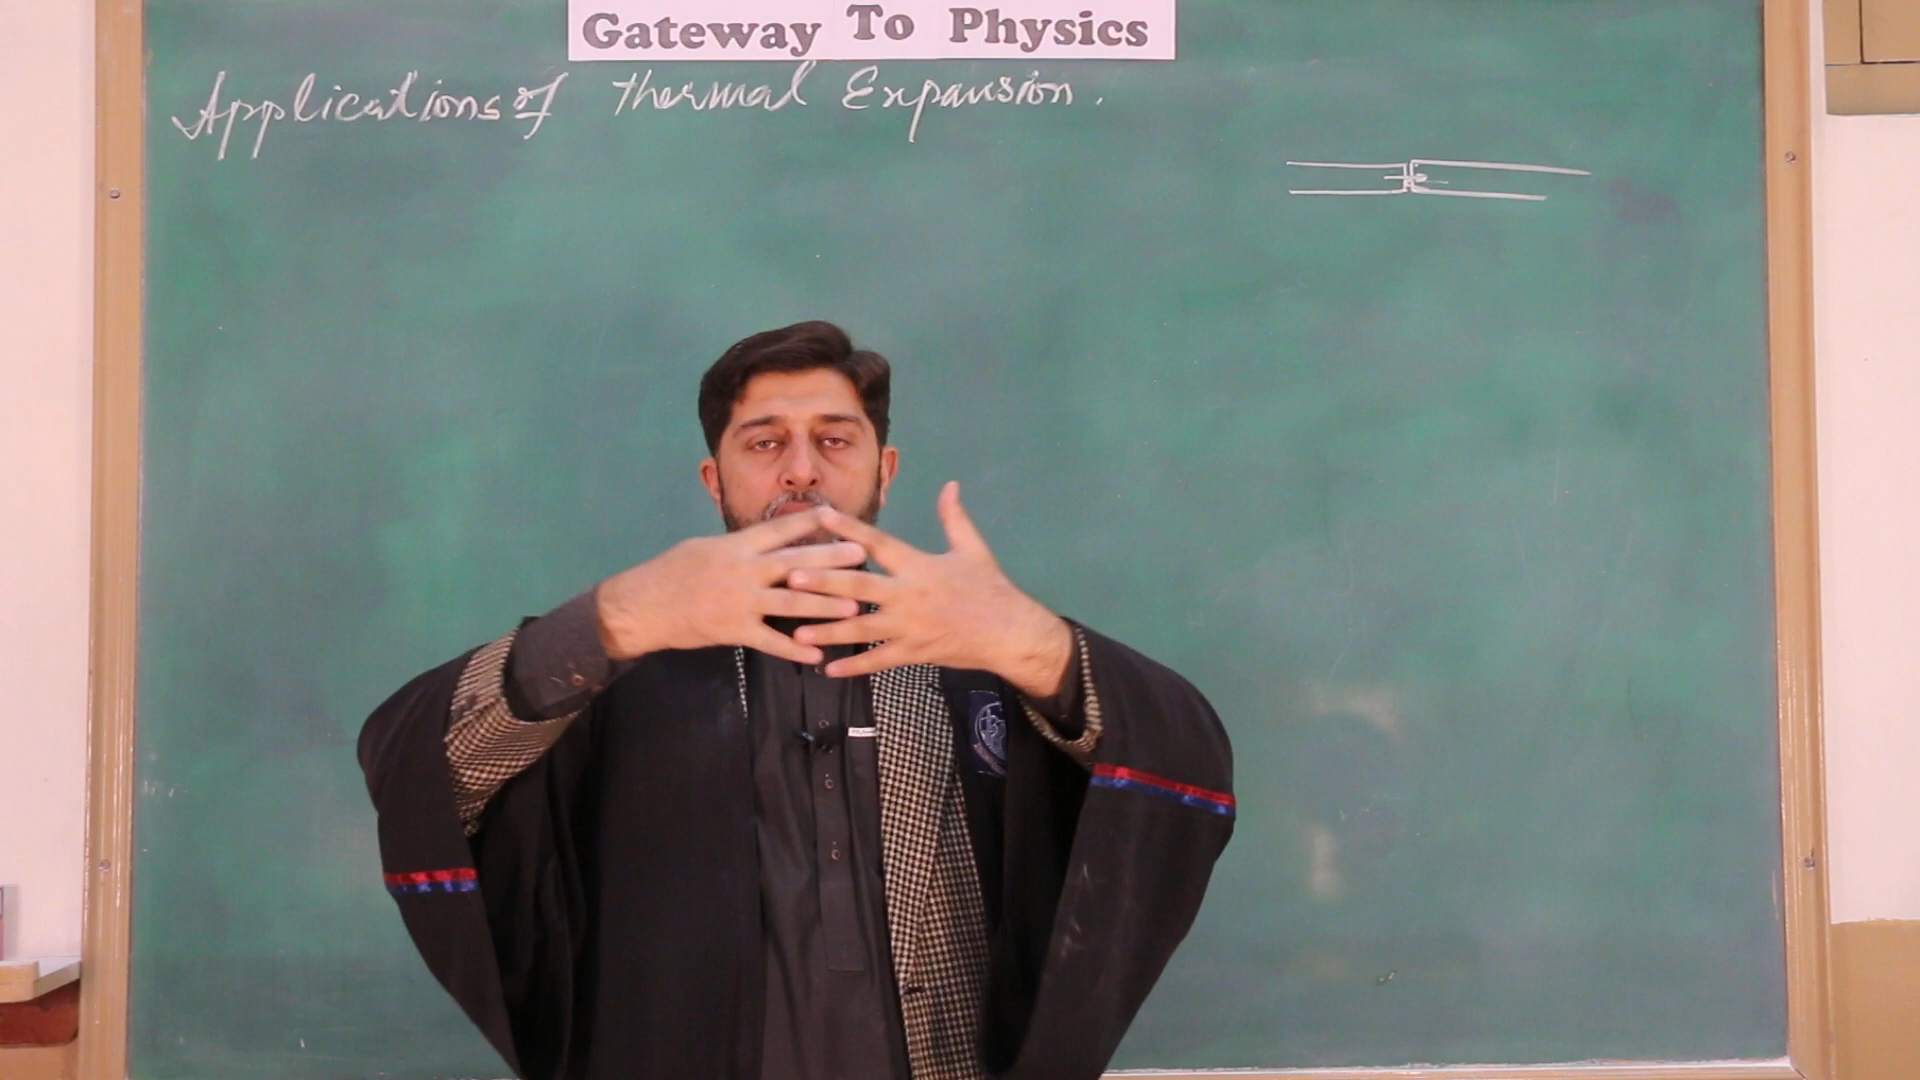 Gateway To Physics
Applications of thermal Expansion.